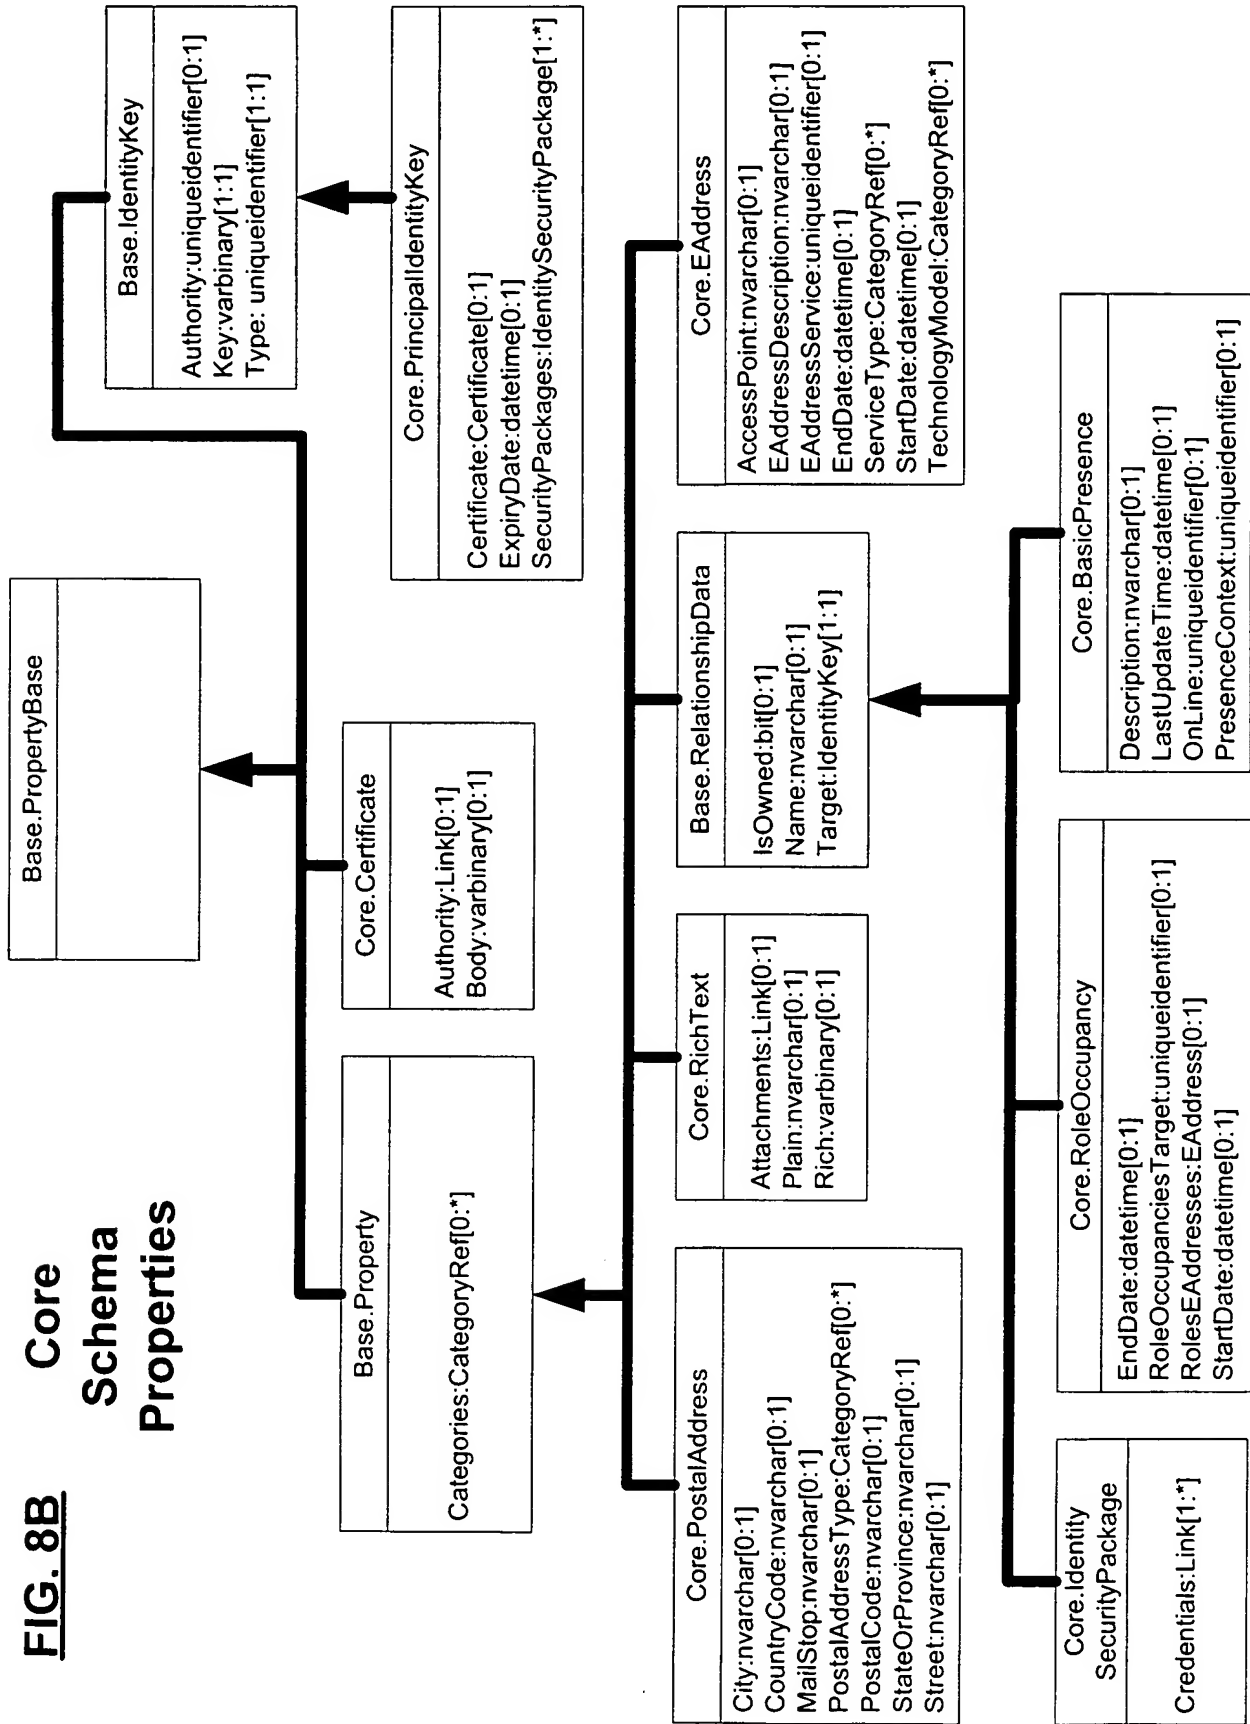 FIG. 8B
Core
Schema
Properties
Base.PropertyBase
Base.Property
Categories:CategoryRef[0:*]
Core.Certificate
Authority:Link[0:1]
Body:varbinary[0:1]
Base.IdentityKey
Authority:uniqueidentifier[0:1]
Key:varbinary[1:1]
Type: uniqueidentifier[1:1]
Core.PrincipalIdentityKey
Certificate:Certificate[0:1]
ExpiryDate:datetime[0:1]
SecurityPackages:IdentitySecurityPackage[1:*]
Core.PostalAddress
City:nvarchar[0:1]
CountryCode:nvarchar[0:1]
MailStop:nvarchar[0:1]
PostalAddressType:CategoryRef[0:*]
PostalCode:nvarchar[0:1]
StateOrProvince:nvarchar[0:1]
Street:nvarchar[0:1]
Core.RichText
Attachments:Link[0:1]
Plain:nvarchar[0:1]
Rich:varbinary[0:1]
Base.RelationshipData
IsOwned:bit[0:1]
Name:nvarchar[0:1]
Target:IdentityKey[1:1]
Core.EAddress
AccessPoint:nvarchar[0:1]
EAddressDescription:nvarchar[0:1]
EAddressService:uniqueidentifier[0:1]
EndDate:datetime[0:1]
ServiceType:CategoryRef[0:*]
StartDate:datetime[0:1]
TechnologyModel:CategoryRef[0:*]
Core.Identity
SecurityPackage
Credentials:Link[1:*]
Core.RoleOccupancy
EndDate:datetime[0:1]
RoleOccupanciesTarget:uniqueidentifier[0:1]
RolesEAddresses:EAddress[0:1]
StartDate:datetime[0:1]
Core.BasicPresence
Description:nvarchar[0:1]
LastUpdateTime:datetime[0:1]
OnLine:uniqueidentifier[0:1]
PresenceContext:uniqueidentifier[0:1]